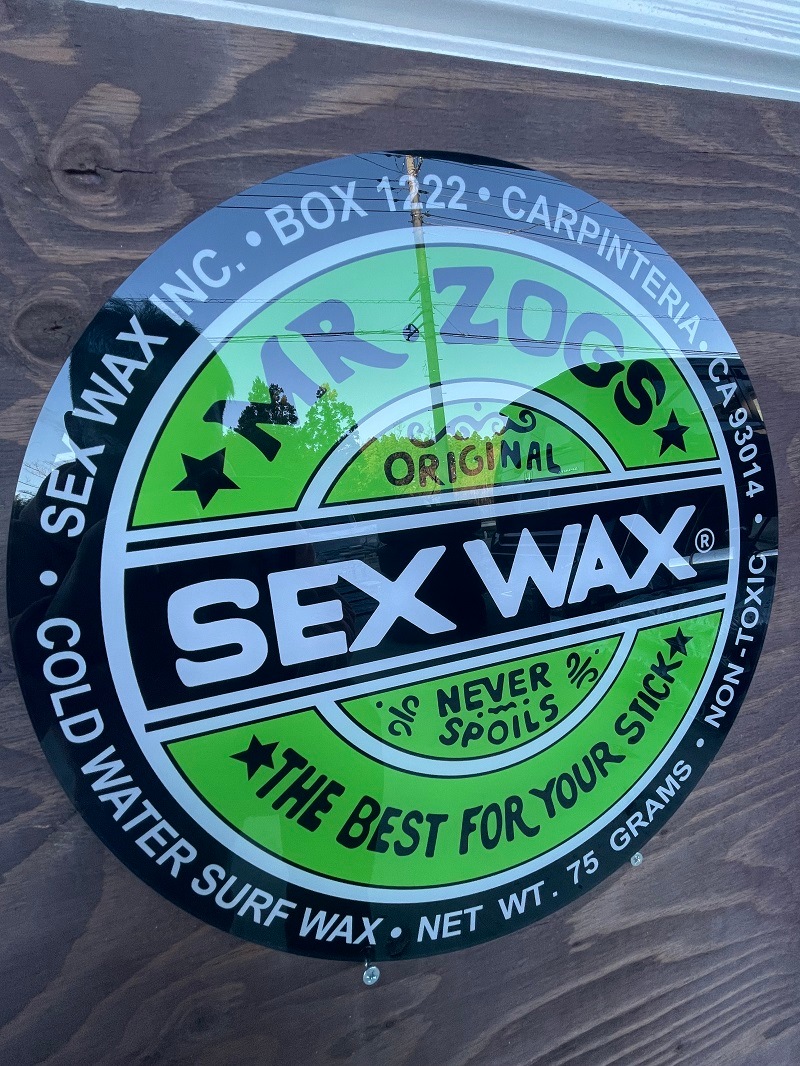 SEX WAX INC. • BOX 1222 • CARPINTERIA • CA 93014 • NON-TOXIC •
MR ZOGS
ORIGINAL
SEX WAX®
NEVER
SPOILS
THE BEST FOR YOUR STICK
• COLD WATER SURF WAX • NET WT. 75 GRAMS